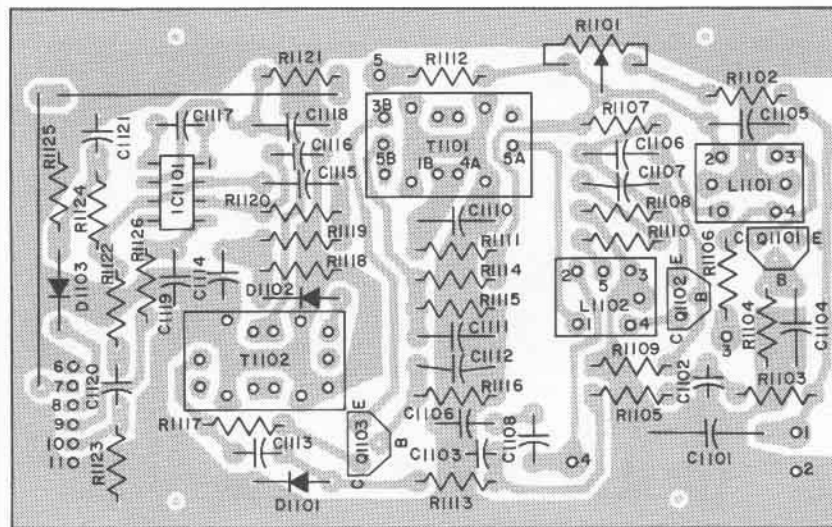 R1101
R1121
5
R1112
R1102
C1117
C1118
3B
T1101
R1107
C1105
R1125
C1121
C1116
5B
1B
4A
5A
C1106
2
3
IC1101
1
C1115
C1107
L1101
R1124
R1120
C1110
R1108
1
4
R1119
R1111
R1110
R1106
C
Q1101
E
R1122
R1126
R1118
R1114
2
5
3
E
B
D1103
C1119
C1114
D1102
R1115
L1102
Q1102
B
R1104
C1104
C1111
1
4
C
3
T1102
R1109
6
C1112
C1102
R1103
7
C1120
R1116
8
R1117
E
C1106
R1105
9
Q1103
B
C1108
1
10
R1123
C1113
C1103
C1101
11
C
4
2
D1101
R1113